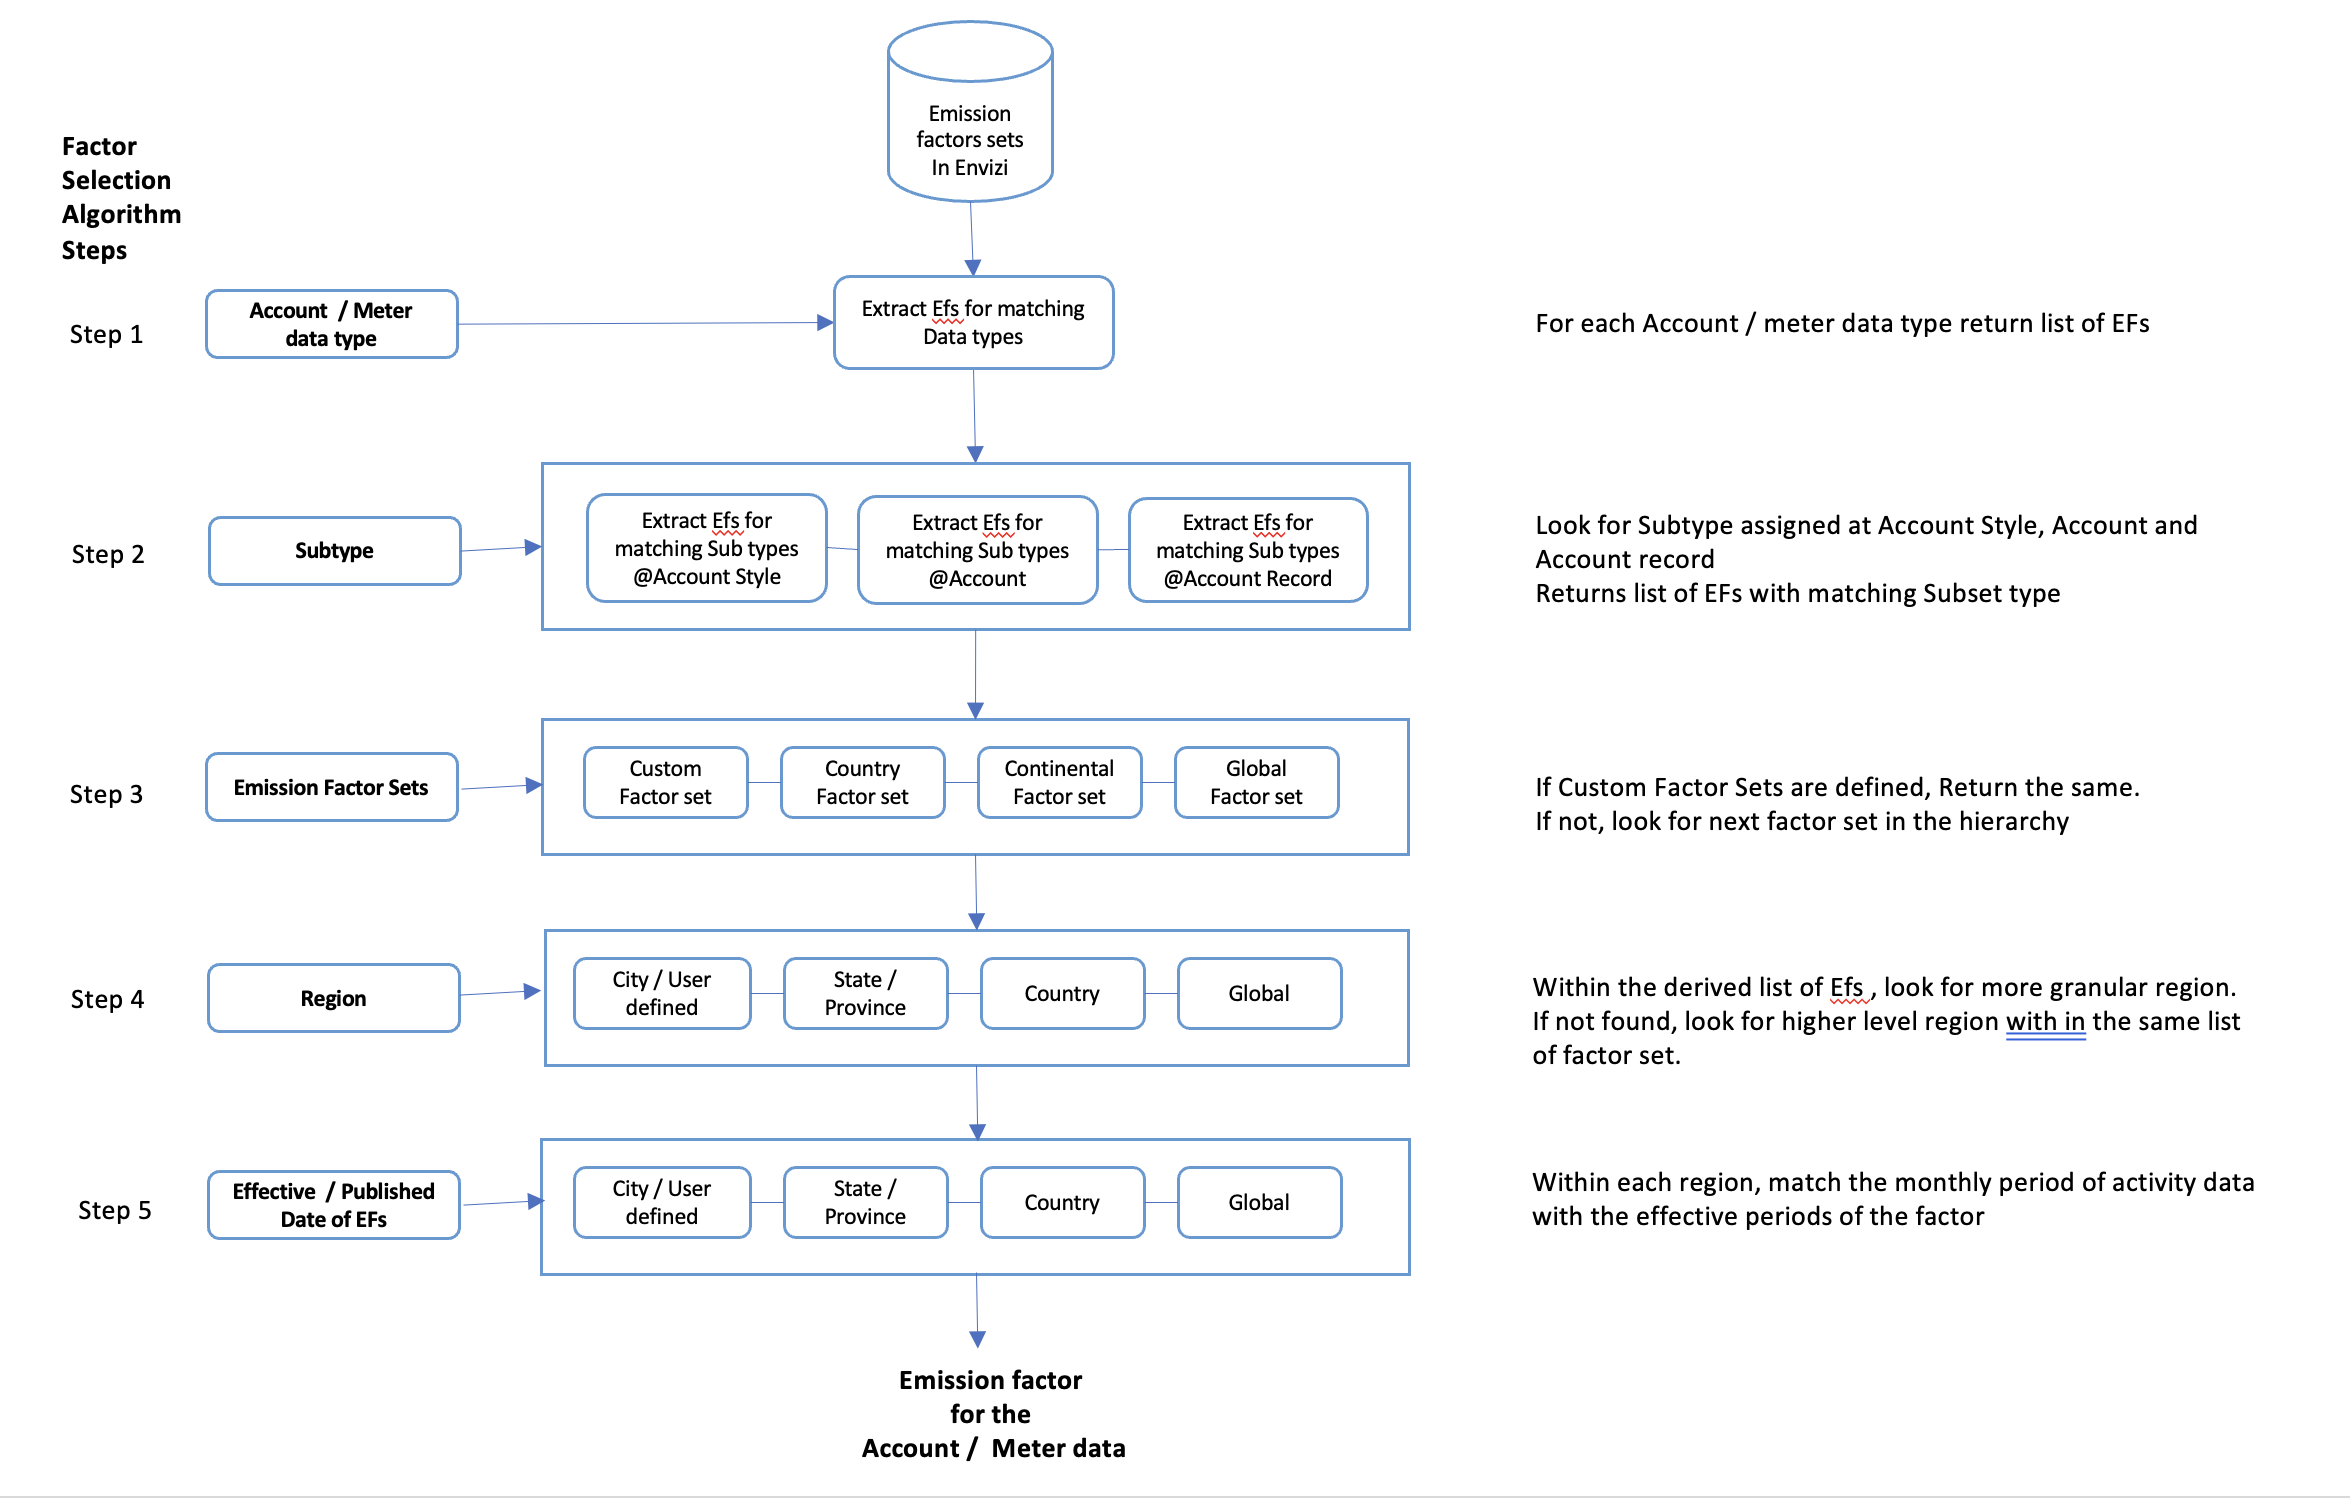 Emission
factors sets
In Envizi
Factor
Selection
Algorithm
Steps
Step 1
Account / Meter
data type
Extract Efs for matching
Data types
For each Account / meter data type return list of EFs
Step 2
Subtype
Extract Efs for
matching Sub types
@Account Style
Extract Efs for
matching Sub types
@Account
Extract Efs for
matching Sub types
@Account Record
Look for Subtype assigned at Account Style, Account and
Account record
Returns list of EFs with matching Subset type
Step 3
Emission Factor Sets
Custom
Factor set
Country
Factor set
Continental
Factor set
Global
Factor set
If Custom Factor Sets are defined, Return the same.
If not, look for next factor set in the hierarchy
Step 4
Region
City / User
defined
State /
Province
Country
Global
Within the derived list of Efs , look for more granular region.
If not found, look for higher level region with in the same list
of factor set.
Step 5
Effective / Published
Date of EFs
City / User
defined
State /
Province
Country
Global
Within each region, match the monthly period of activity data
with the effective periods of the factor
Emission factor
for the
Account / Meter data